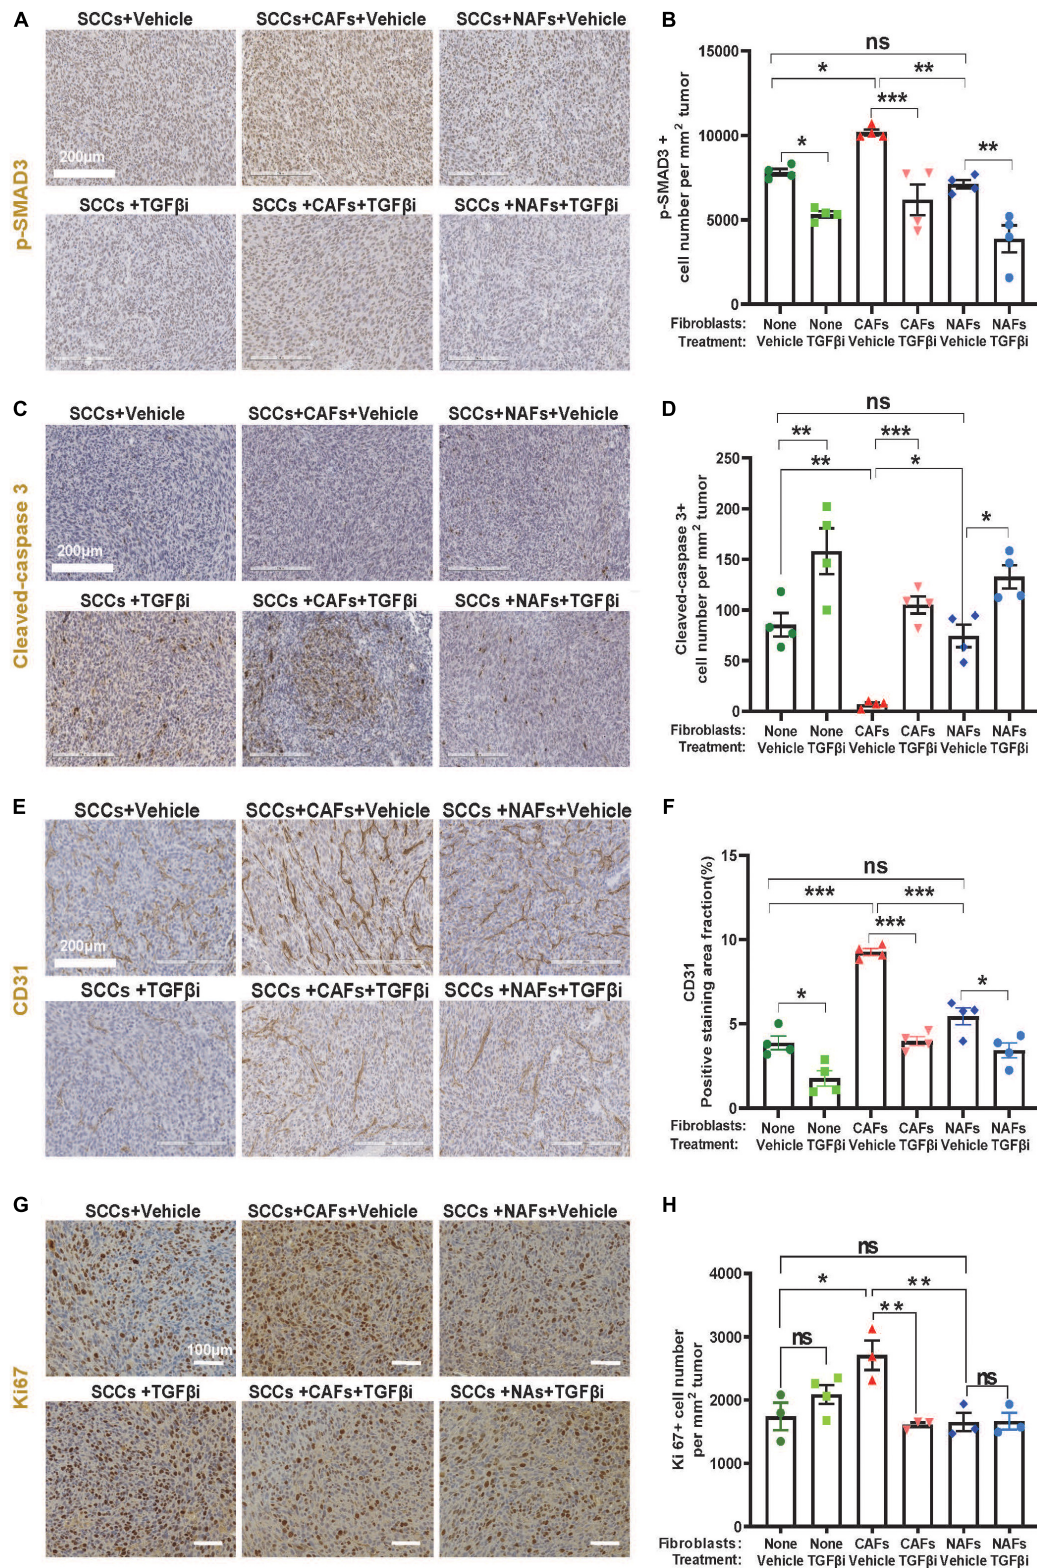 A
SCCs+Vehicle
SCCs+CAFs+Vehicle
SCCs+NAFs+Vehicle
200μm
SCCs +TGFβi
SCCs +CAFs+TGFβi
SCCs +NAFs+TGFβi
p-SMAD3
B
p-SMAD3 +
cell number per mm² tumor
15000
10000
5000
0
ns
*
**
***
*
**
Fibroblasts: None None CAFs CAFs NAFs NAFs
Treatment: Vehicle TGFβi Vehicle TGFβi Vehicle TGFβi
C
SCCs+Vehicle
SCCs+CAFs+Vehicle
SCCs+NAFs+Vehicle
200μm
SCCs +TGFβi
SCCs +CAFs+TGFβi
SCCs +NAFs+TGFβi
Cleaved-caspase 3
D
Cleaved-caspase 3+
cell number per mm² tumor
250
200
150
100
50
0
ns
**
***
**
*
*
Fibroblasts: None None CAFs CAFs NAFs NAFs
Treatment: Vehicle TGFβi Vehicle TGFβi Vehicle TGFβi
E
SCCs+Vehicle
SCCs+CAFs+Vehicle
SCCs +NAFs+Vehicle
200μm
SCCs +TGFβi
SCCs +CAFs+TGFβi
SCCs +NAFs+TGFβi
CD31
F
CD31
Positive staining area fraction(%)
15
10
5
0
ns
***
***
***
*
*
Fibroblasts: None None CAFs CAFs NAFs NAFs
Treatment: Vehicle TGFβi Vehicle TGFβi Vehicle TGFβi
G
SCCs+Vehicle
SCCs+CAFs+Vehicle
SCCs +NAFs+Vehicle
100μm
SCCs +TGFβi
SCCs +CAFs+TGFβi
SCCs +NAs+TGFβi
Ki67
H
Ki 67+ cell number
per mm² tumor
4000
3000
2000
1000
0
ns
*
**
**
ns
ns
Fibroblasts: None None CAFs CAFs NAFs NAFs
Treatment: Vehicle TGFβi Vehicle TGFβi Vehicle TGFβi